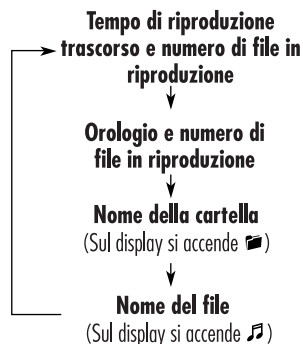 Tempo di riproduzione
trascorso e numero di file in
riproduzione
Orologio e numero di
file in riproduzione
Nome della cartella
(Sul display si accende )
Nome del file
(Sul display si accende )